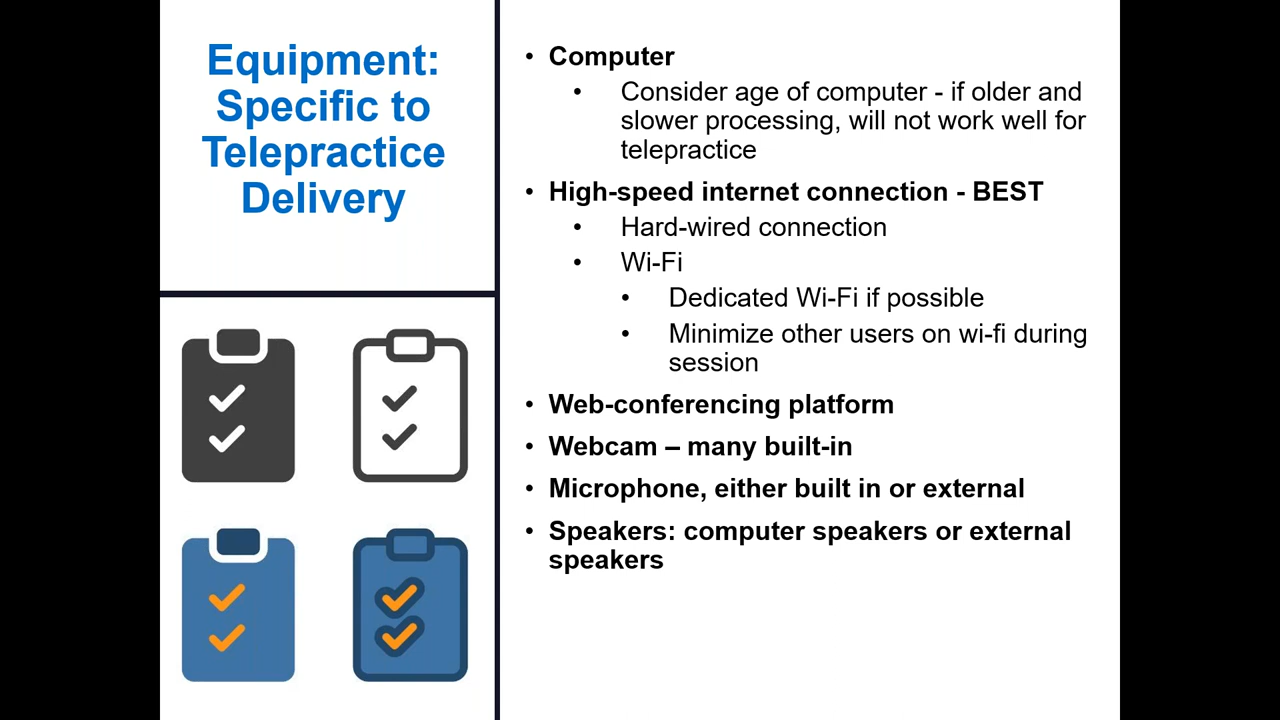 Equipment:
Specific to
Telepractice
Delivery
• Computer
• Consider age of computer - if older and
slower processing, will not work well for
telepractice
• High-speed internet connection - BEST
• Hard-wired connection
• Wi-Fi
• Dedicated Wi-Fi if possible
• Minimize other users on wi-fi during
session
• Web-conferencing platform
• Webcam – many built-in
• Microphone, either built in or external
• Speakers: computer speakers or external
speakers